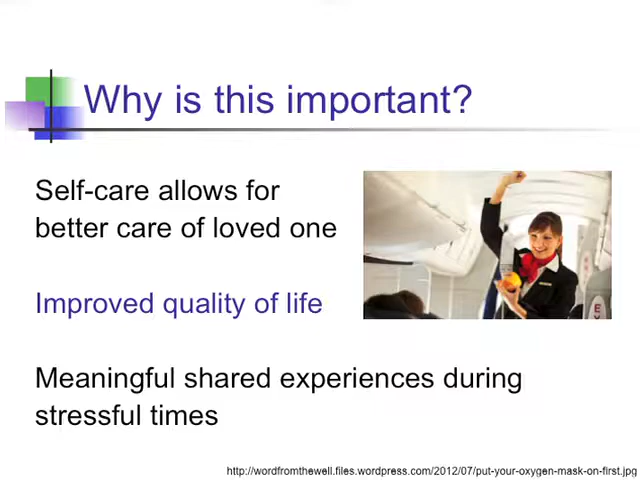 Why is this important?
Self-care allows for
better care of loved one
Improved quality of life
Meaningful shared experiences during
stressful times
http://wordfromthewell.files.wordpress.com/2012/07/put-your-oxygen-mask-on-first.jpg